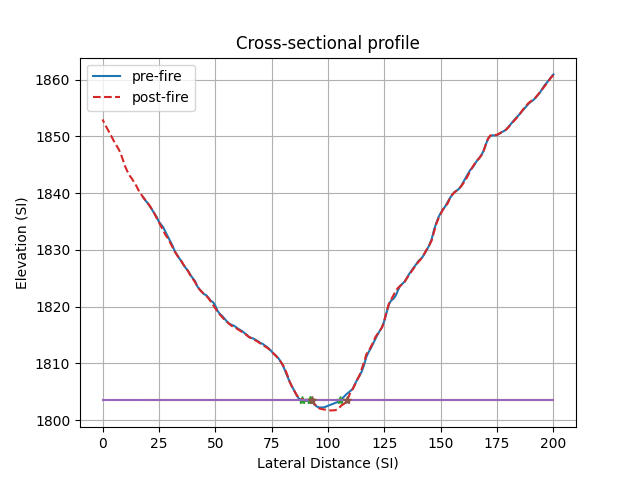 Cross-sectional profile
pre-fire
post-fire
Elevation (SI)
1860
1850
1840
1830
1820
1810
1800
0 25 50 75 100 125 150 175 200
Lateral Distance (SI)